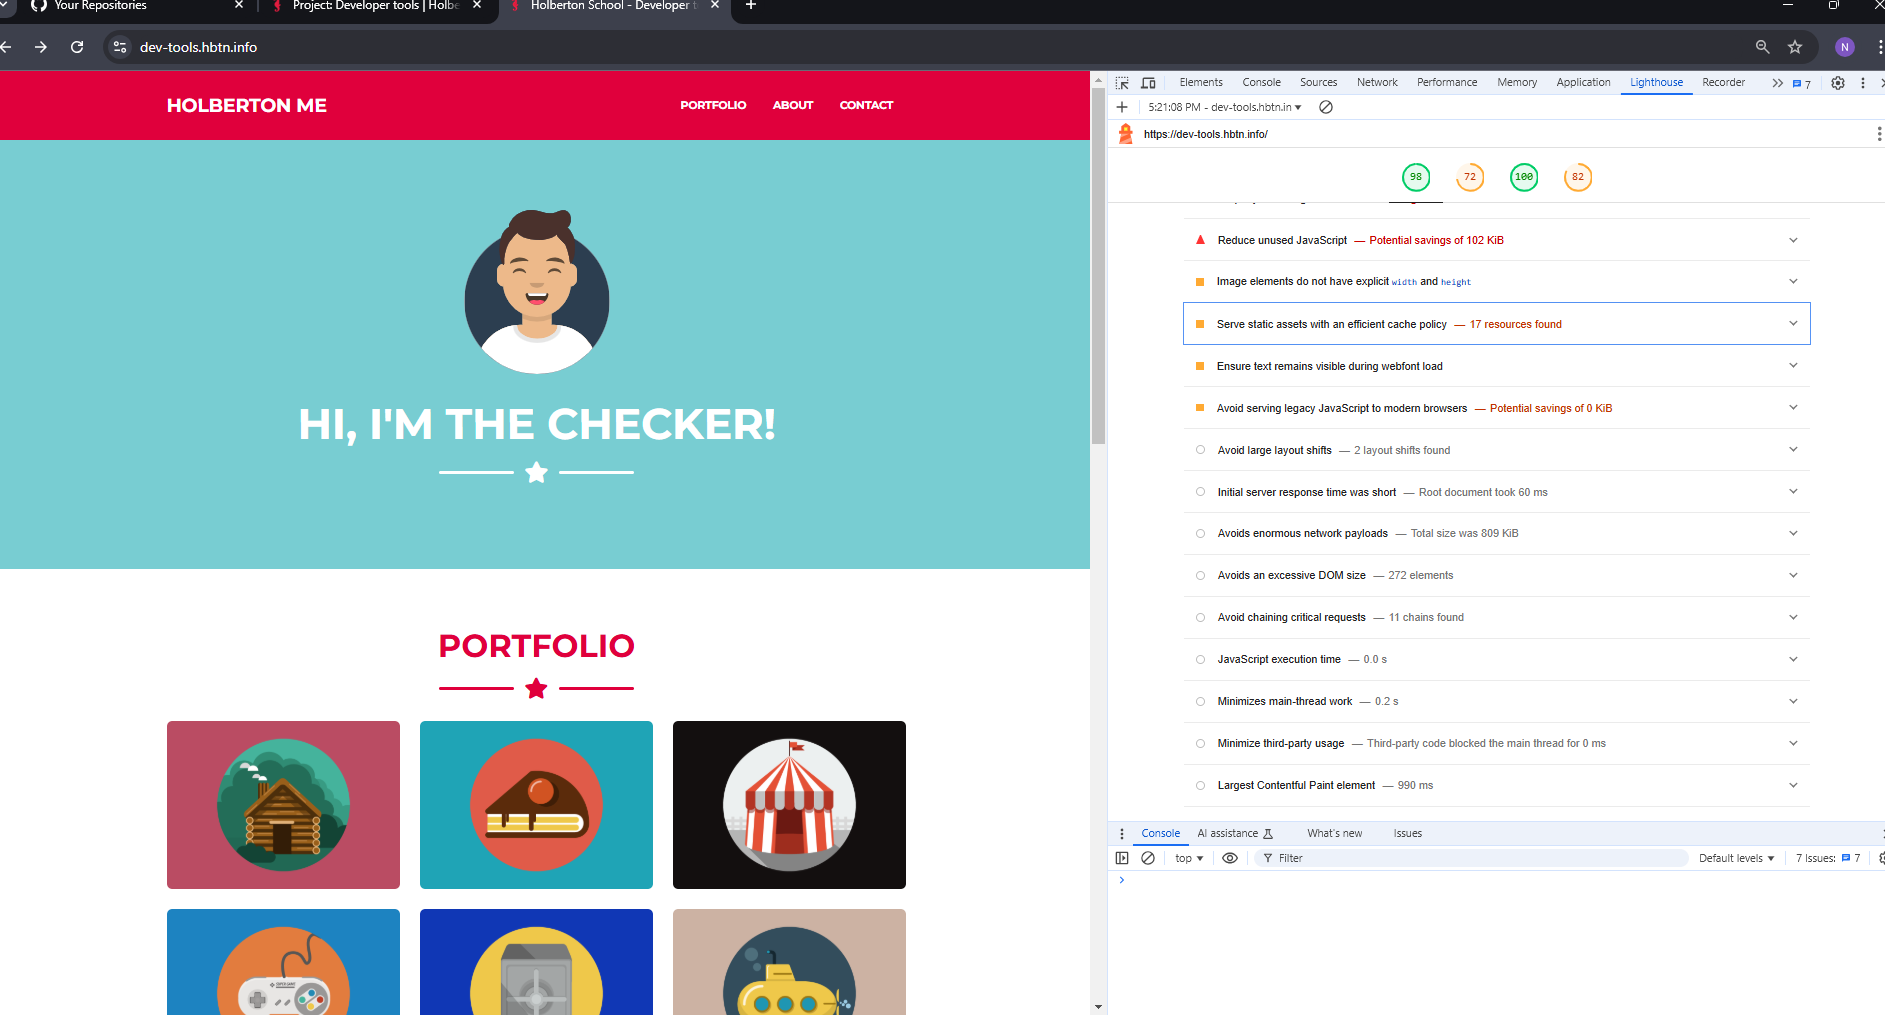 Your Repositories
Project: Developer tools | Holbe
Holberton School - Developer t
dev-tools.hbtn.info
N
HOLBERTON ME
PORTFOLIO ABOUT CONTACT
HI, I'M THE CHECKER!
PORTFOLIO
SUPER GAME
Elements Console Sources Network Performance Memory Application Lighthouse Recorder 7
5:21:08 PM - dev-tools.hbtn.in
https://dev-tools.hbtn.info/
98 72 100 82
Reduce unused JavaScript — Potential savings of 102 KiB
Image elements do not have explicit width and height
Serve static assets with an efficient cache policy — 17 resources found
Ensure text remains visible during webfont load
Avoid serving legacy JavaScript to modern browsers — Potential savings of 0 KiB
Avoid large layout shifts — 2 layout shifts found
Initial server response time was short — Root document took 60 ms
Avoids enormous network payloads — Total size was 809 KiB
Avoids an excessive DOM size — 272 elements
Avoid chaining critical requests — 11 chains found
JavaScript execution time — 0.0 s
Minimizes main-thread work — 0.2 s
Minimize third-party usage — Third-party code blocked the main thread for 0 ms
Largest Contentful Paint element — 990 ms
Console AI assistance What's new Issues
top Filter Default levels 7 Issues: 7